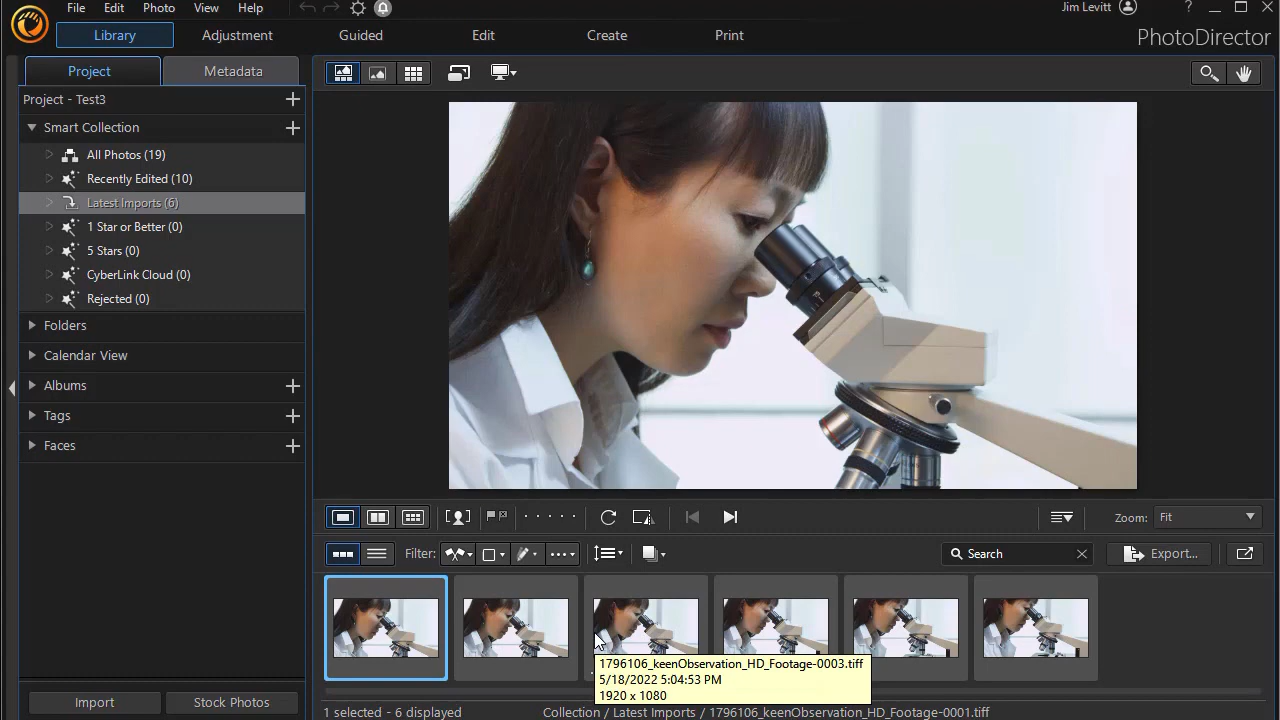 File Edit Photo View Help
Jim Levitt ?
Library Adjustment Guided Edit Create Print
PhotoDirector
Project Metadata
Project - Test3
Smart Collection
All Photos (19)
Recently Edited (10)
Latest Imports (6)
1 Star or Better (0)
5 Stars (0)
CyberLink Cloud (0)
Rejected (0)
Folders
Calendar View
Albums
Tags
Faces
Zoom: Fit
Filter: Search Export...
1796106_keenObservation_HD_Footage-0003.tiff
5/18/2022 5:04:53 PM
1920 x 1080
Import Stock Photos
1 selected - 6 displayed Collection / Latest Imports / 1796106_keenObservation_HD_Footage-0001.tiff